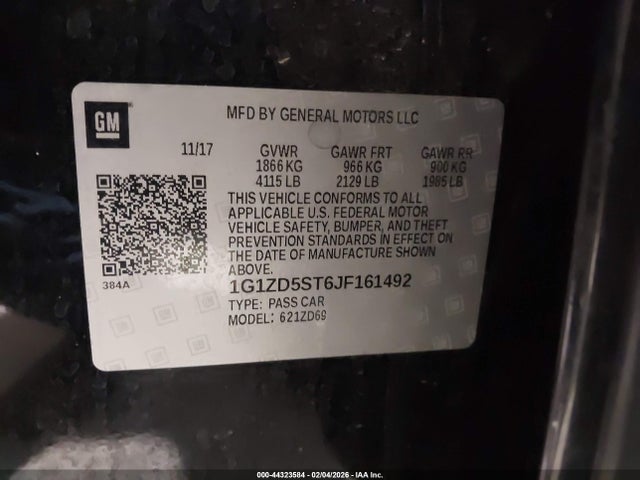 GM
MFD BY GENERAL MOTORS LLC
11/17 GVWR GAWR FRT GAWR RR
1866 KG 966 KG 900 KG
4115 LB 2129 LB 1985 LB
THIS VEHICLE CONFORMS TO ALL
APPLICABLE U.S. FEDERAL MOTOR
VEHICLE SAFETY, BUMPER, AND THEFT
PREVENTION STANDARDS IN EFFECT ON
THE DATE OF MANUFACTURE SHOWN
ABOVE.
384A
1G1ZD5ST6JF161492
TYPE: PASS CAR
MODEL: 621ZD69
000-44323584 - 02/04/2026 - IAA Inc.